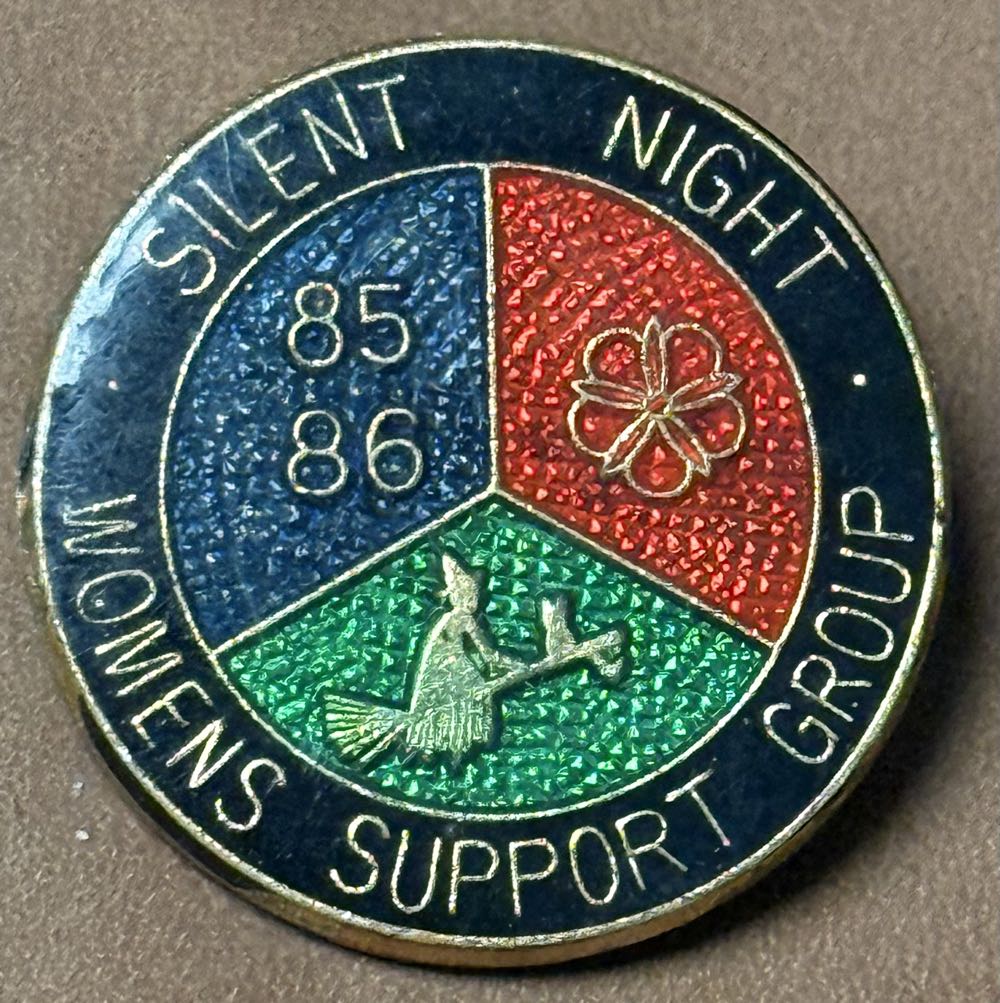 SILENT NIGHT
85
86
WOMENS SUPPORT GROUP